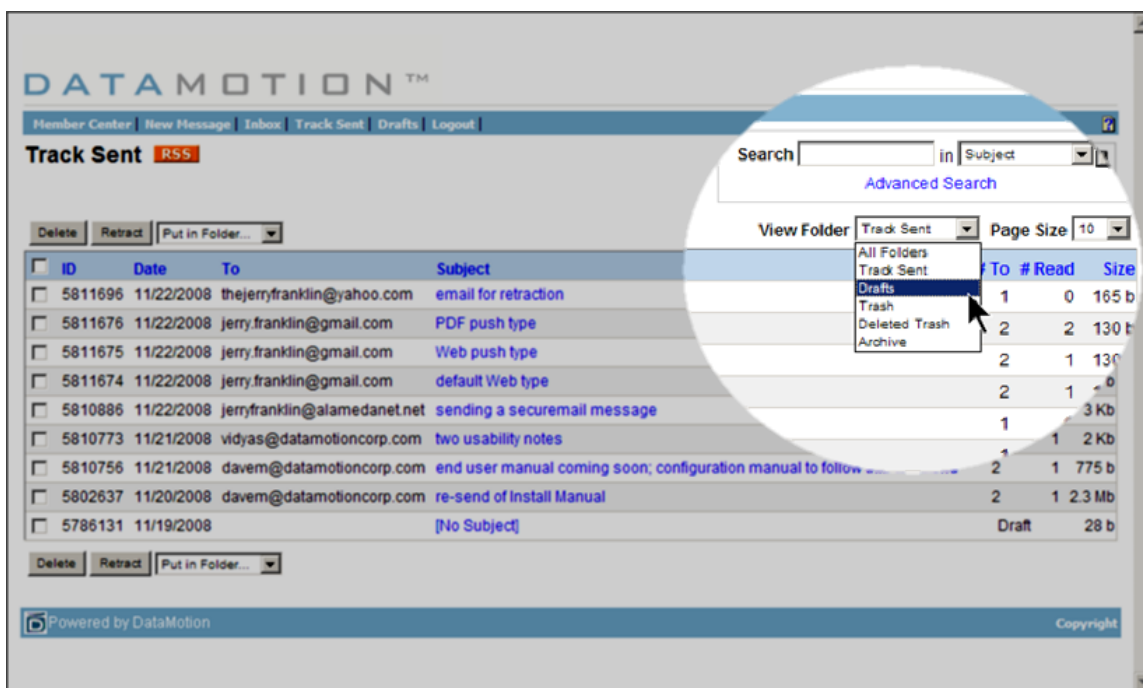 DATAMOTION™
Member Center | New Message | Inbox | Track Sent | Drafts | Logout |
Track Sent RSS
Search in Subject
Advanced Search
Delete Retract Put in Folder... View Folder Track Sent Page Size 10
All Folders
Track Sent
Drafts
Trash
Deleted Trash
Archive
ID Date To Subject # To # Read Size
5811696 11/22/2008 thejerryfranklin@yahoo.com email for retraction 1 0 165 b
5811676 11/22/2008 jerry.franklin@gmail.com PDF push type 2 2 130 b
5811675 11/22/2008 jerry.franklin@gmail.com Web push type 2 1 130
5811674 11/22/2008 jerry.franklin@gmail.com default Web type 2 1
5810886 11/22/2008 jerryfranklin@alamedanet.net sending a securemail message 1 3 Kb
5810773 11/21/2008 vidyas@datamotioncorp.com two usability notes 1 2 Kb
5810756 11/21/2008 davem@datamotioncorp.com end user manual coming soon; configuration manual to follow 2 1 775 b
5802637 11/20/2008 davem@datamotioncorp.com re-send of Install Manual 2 1 2.3 Mb
5786131 11/19/2008 [No Subject] Draft 28 b
Delete Retract Put in Folder...
Powered by DataMotion Copyright